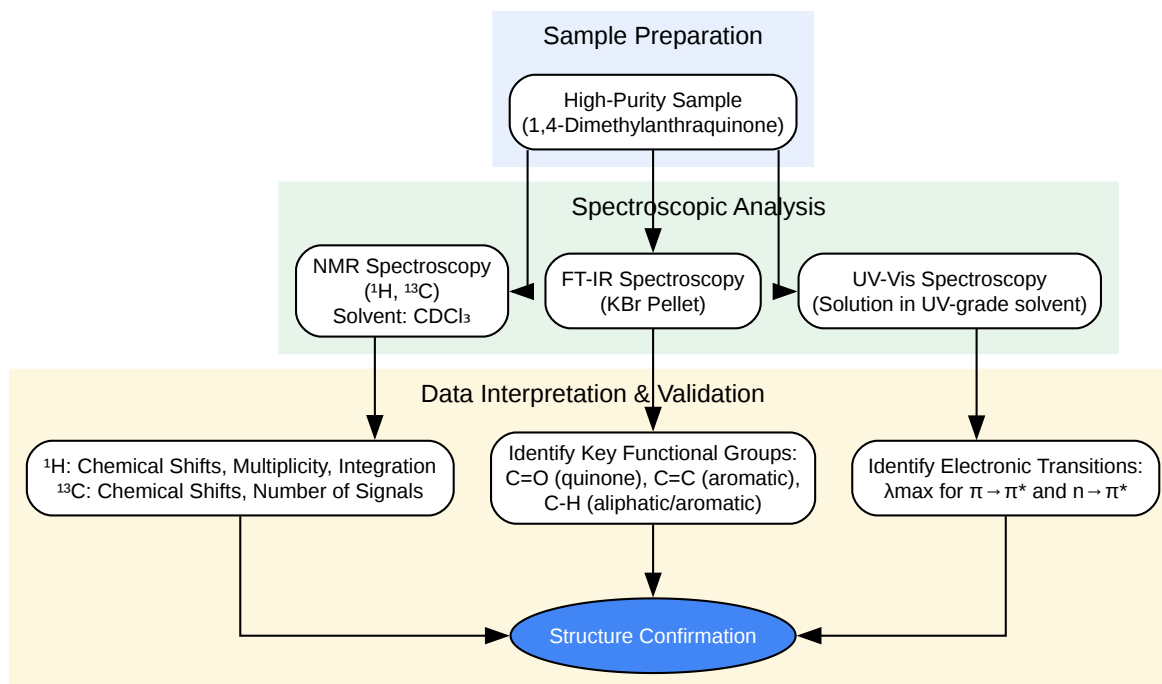 Sample Preparation
High-Purity Sample
(1,4-Dimethylanthraquinone)
Spectroscopic Analysis
NMR Spectroscopy
(¹H, ¹³C)
Solvent: CDCl₃
FT-IR Spectroscopy
(KBr Pellet)
UV-Vis Spectroscopy
(Solution in UV-grade solvent)
Data Interpretation & Validation
¹H: Chemical Shifts, Multiplicity, Integration
¹³C: Chemical Shifts, Number of Signals
Identify Key Functional Groups:
C=O (quinone), C=C (aromatic),
C-H (aliphatic/aromatic)
Identify Electronic Transitions:
λmax for π→π* and n→π*
Structure Confirmation